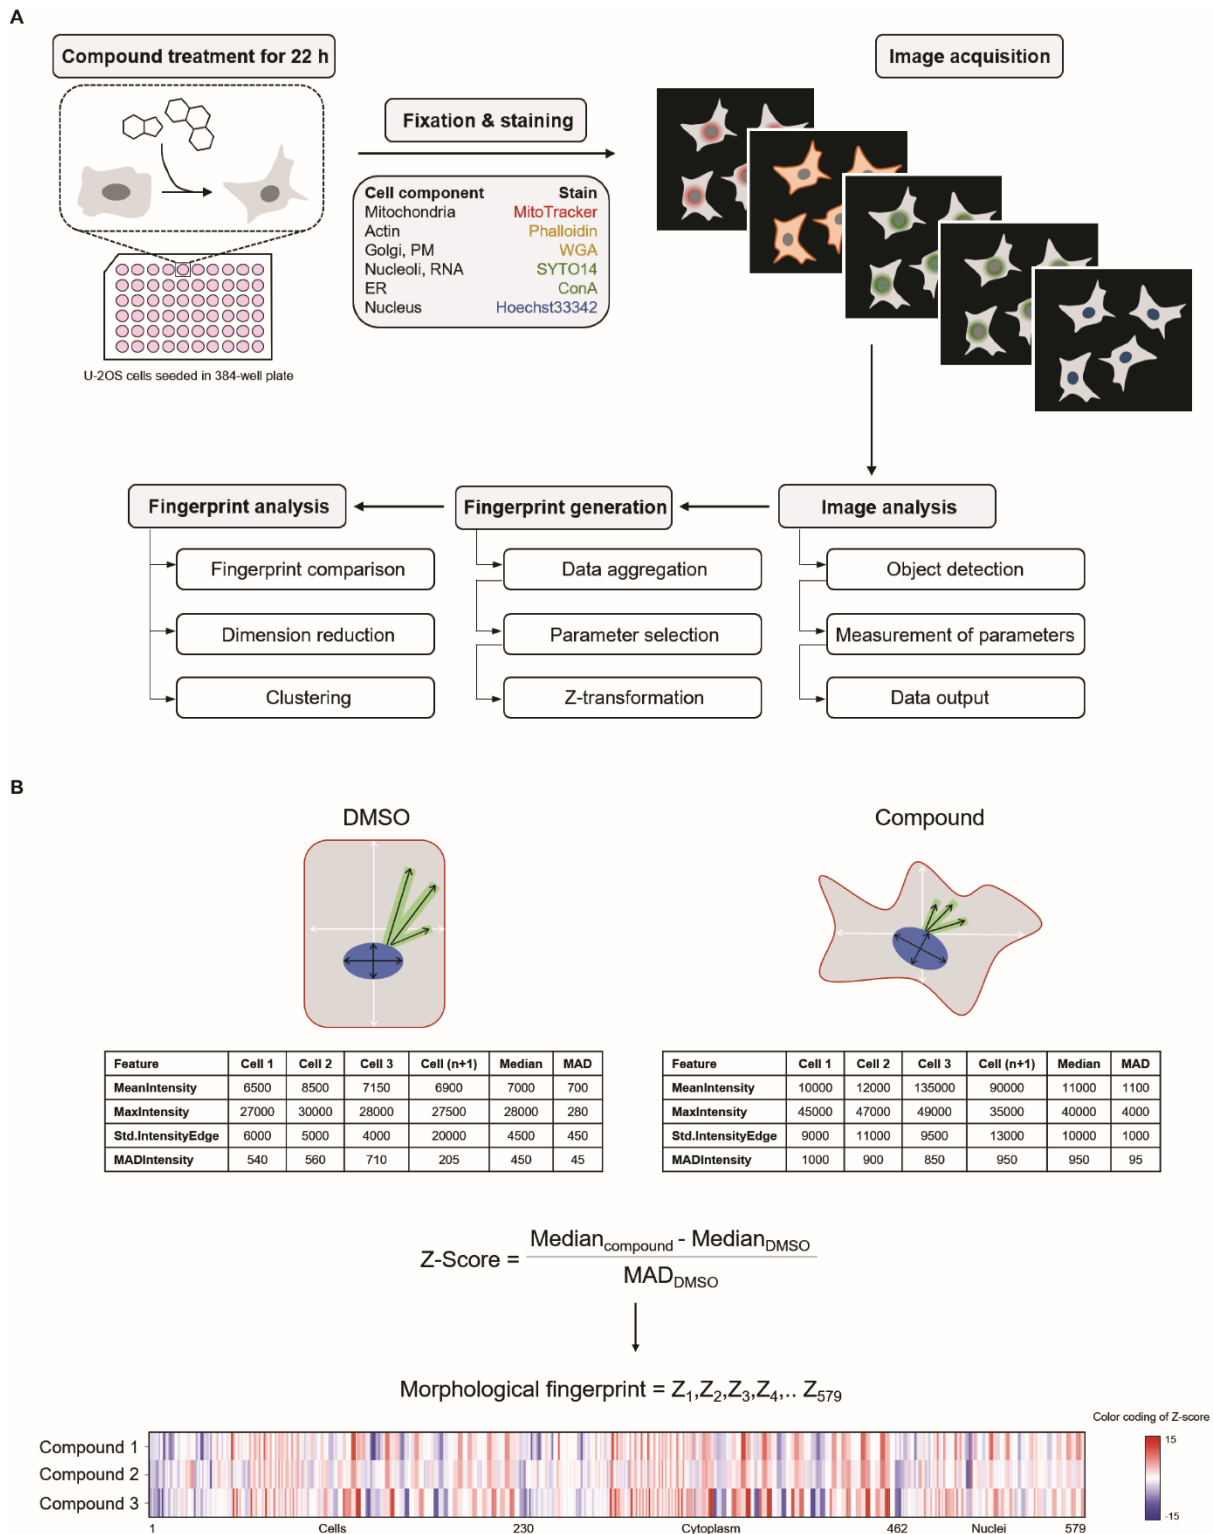 A
Compound treatment for 22 h
Image acquisition
Fixation & staining
Cell component Stain
Mitochondria MitoTracker
Actin Phalloidin
Golgi, PM WGA
Nucleoli, RNA SYTO14
ER ConA
Nucleus Hoechst33342
U-2OS cells seeded in 384-well plate
Fingerprint analysis Fingerprint generation Image analysis
Fingerprint comparison Data aggregation Object detection
Dimension reduction Parameter selection Measurement of parameters
Clustering Z-transformation Data output
B
DMSO Compound
Feature Cell 1 Cell 2 Cell 3 Cell (n+1) Median MAD
MeanIntensity 6500 8500 7150 6900 7000 700
MaxIntensity 27000 30000 28000 27500 28000 280
Std.IntensityEdge 6000 5000 4000 20000 4500 450
MADIntensity 540 560 710 205 450 45
Feature Cell 1 Cell 2 Cell 3 Cell (n+1) Median MAD
MeanIntensity 10000 12000 135000 90000 11000 1100
MaxIntensity 45000 47000 49000 35000 40000 4000
Std.IntensityEdge 9000 11000 9500 13000 10000 1000
MADIntensity 1000 900 850 950 950 95
Z-Score = Median compound - Median DMSO
MAD DMSO
Morphological fingerprint = Z1,Z2,Z3,Z4,.. Z579
Color coding of Z-score
Compound 1
Compound 2
Compound 3
15
-15
1 Cells 230 Cytoplasm 462 Nuclei 579